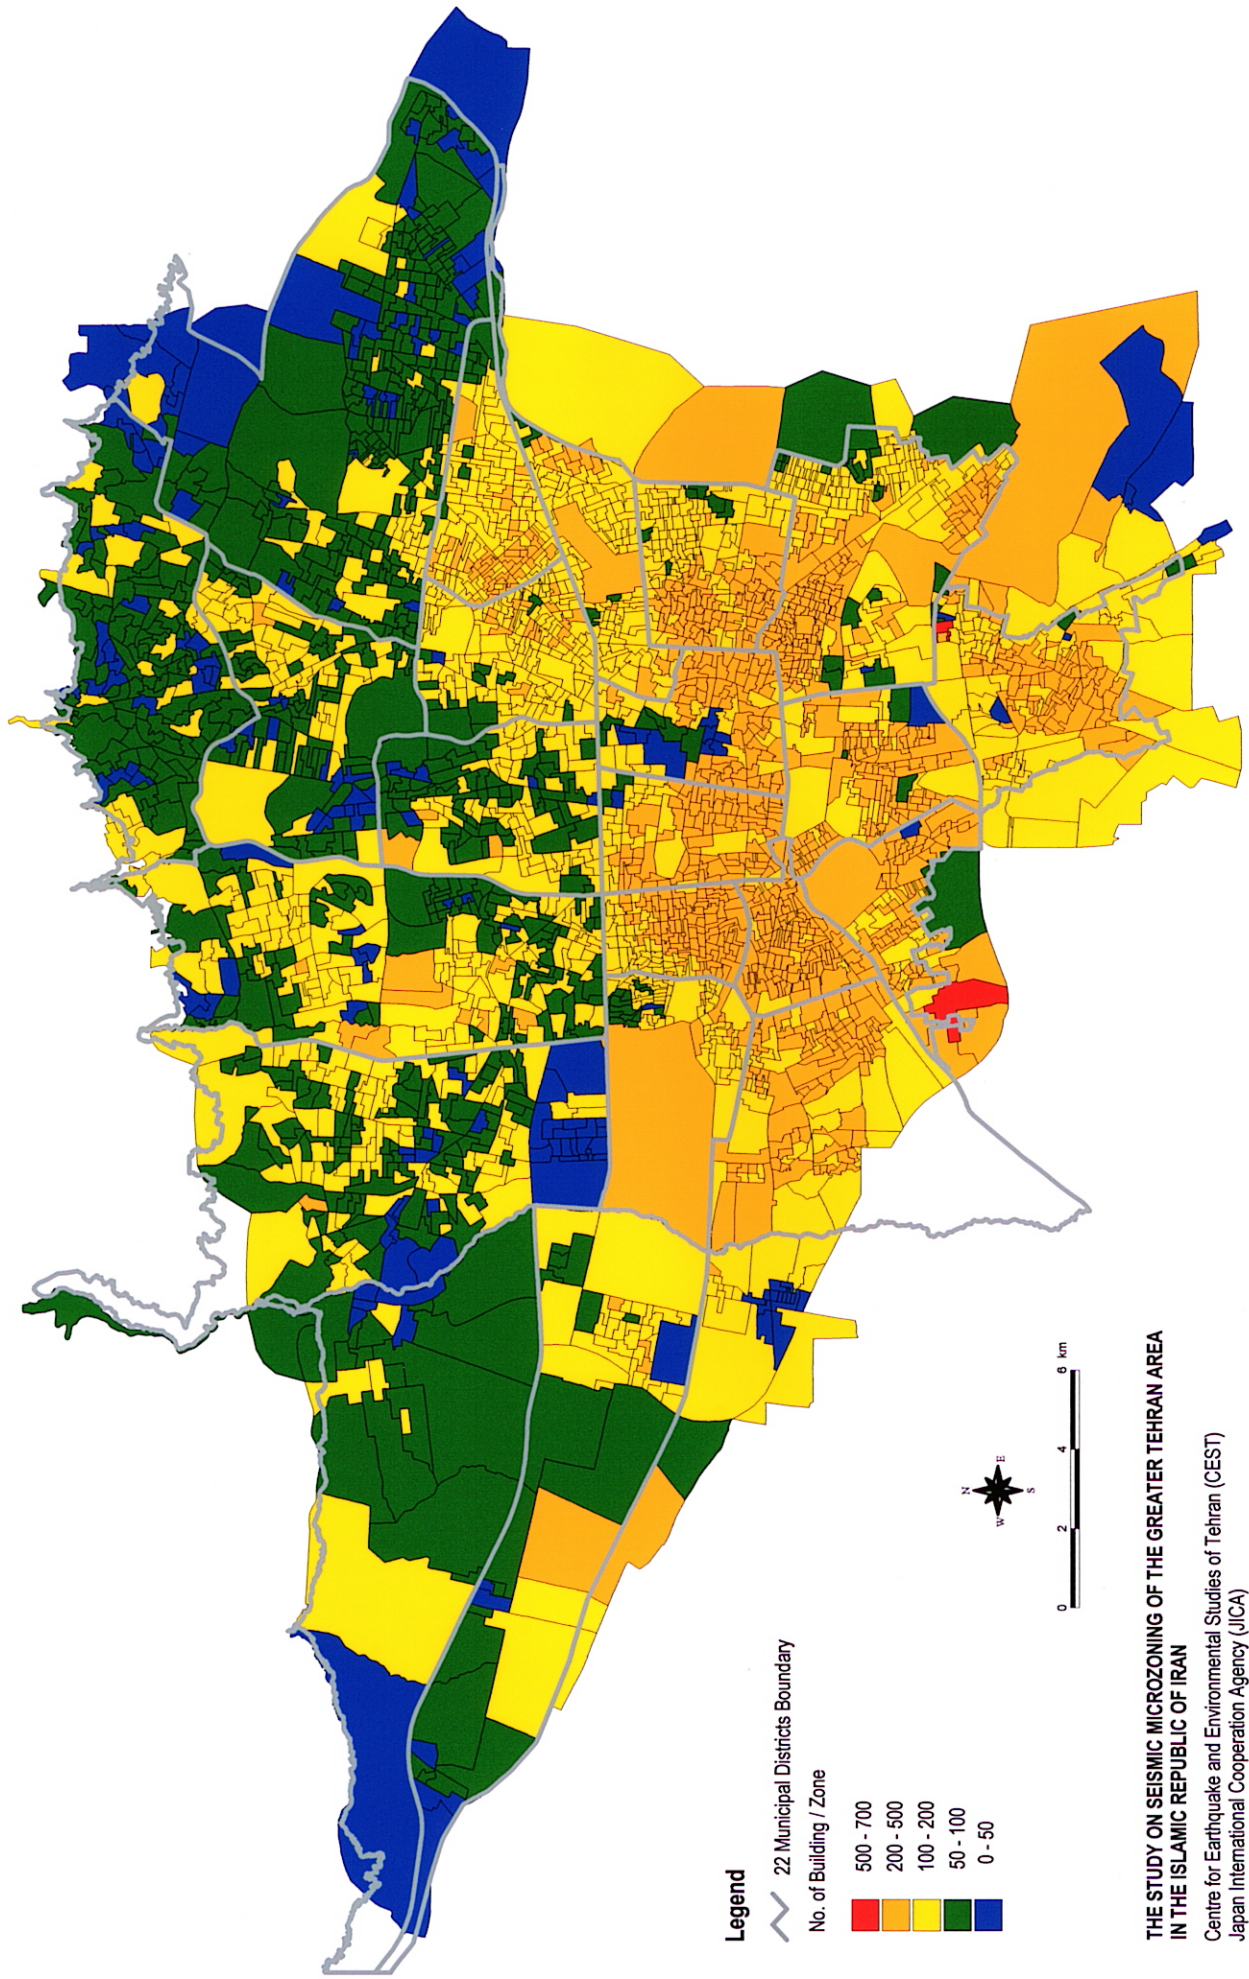 Legend
22 Municipal Districts Boundary
No. of Building / Zone
500 - 700
200 - 500
100 - 200
50 - 100
0 - 50
N
W E
S
0 2 4 6 km
THE STUDY ON SEISMIC MICROZONING OF THE GREATER TEHRAN AREA
IN THE ISLAMIC REPUBLIC OF IRAN
Centre for Earthquake and Environmental Studies of Tehran (CEST)
Japan International Cooperation Agency (JICA)